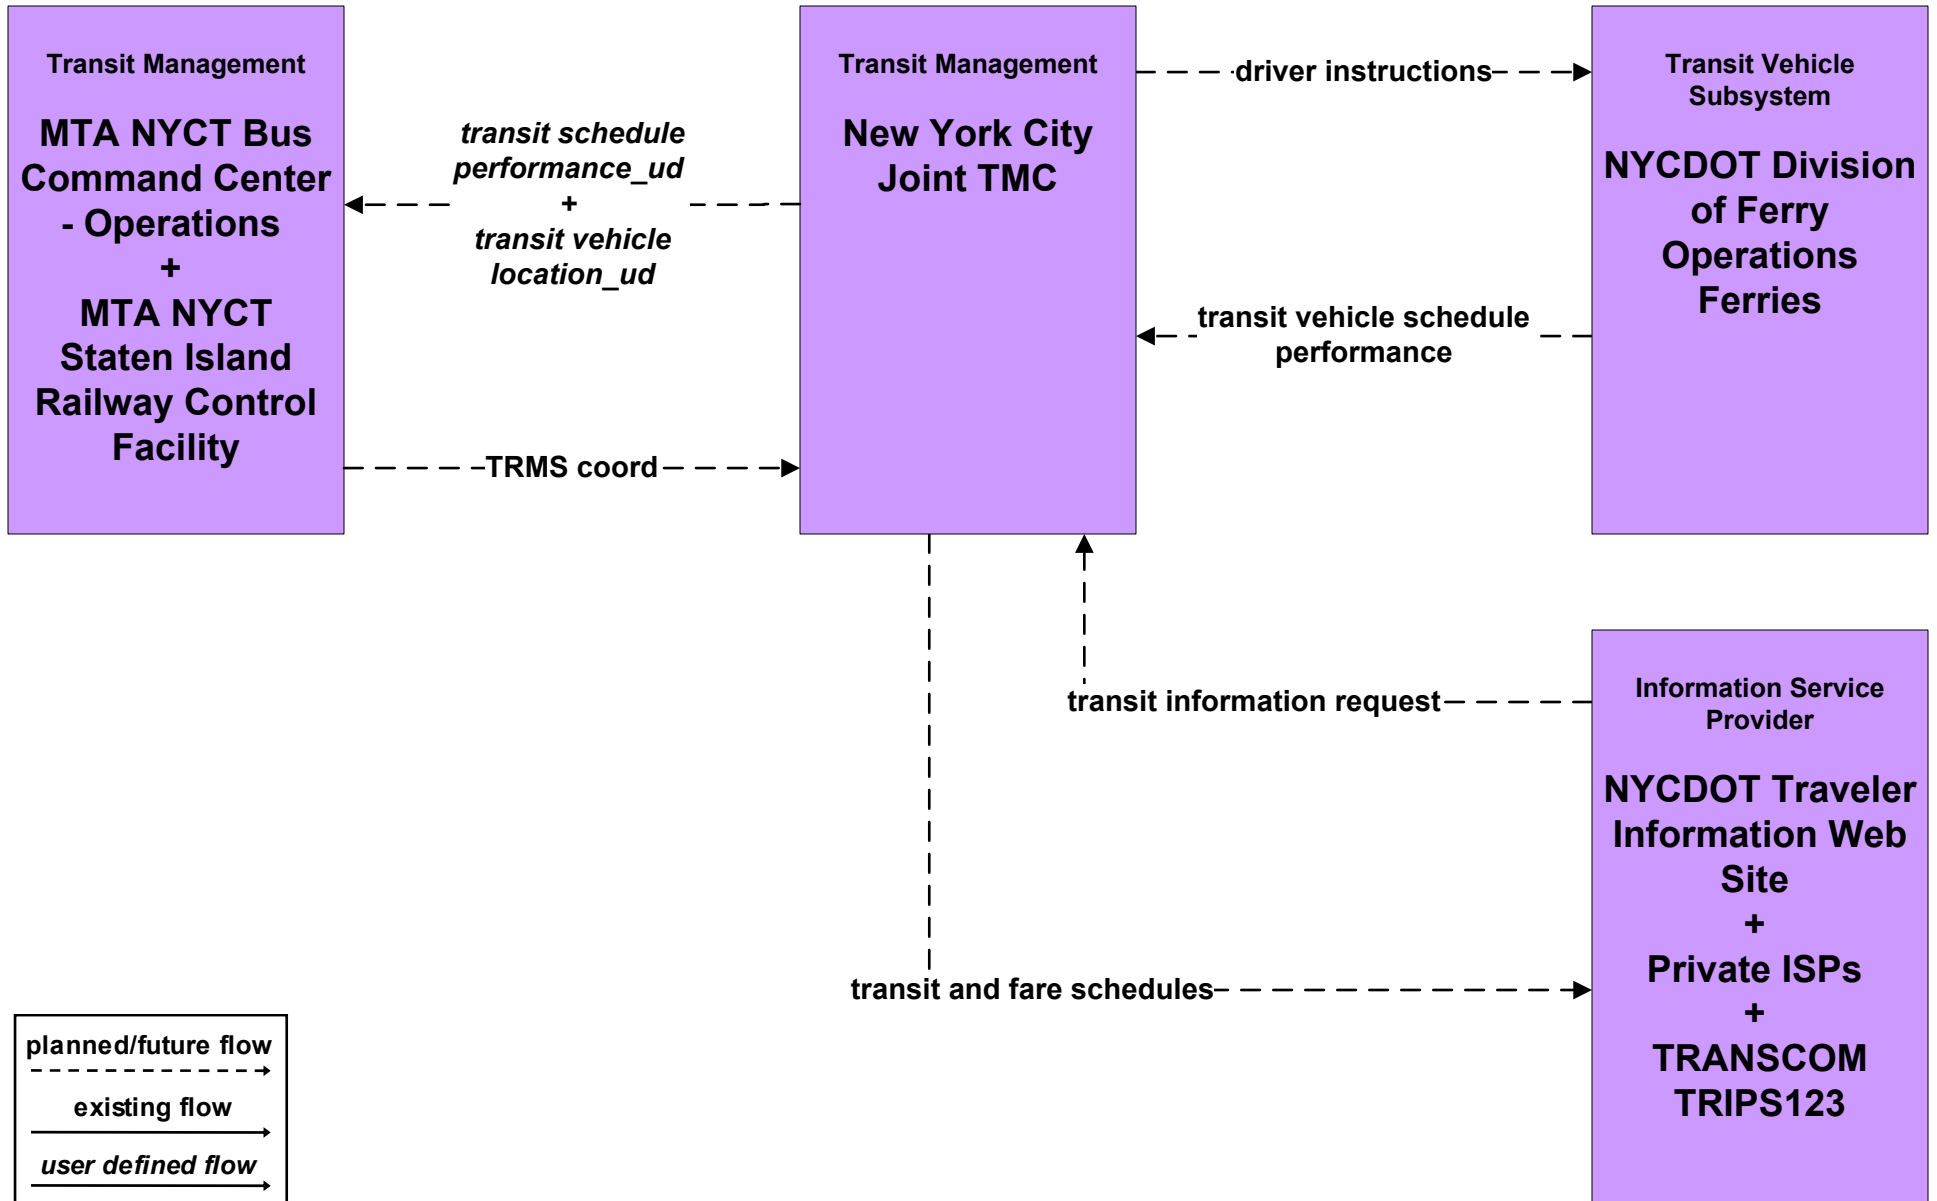 Transit Management
MTA NYCT Bus
Command Center
- Operations
+
MTA NYCT
Staten Island
Railway Control
Facility
transit schedule
performance_ud
+
transit vehicle
location_ud
TRMS coord
Transit Management
New York City
Joint TMC
driver instructions
transit vehicle schedule
performance
Transit Vehicle
Subsystem
NYCDOT Division
of Ferry
Operations
Ferries
transit information request
transit and fare schedules
Information Service
Provider
NYCDOT Traveler
Information Web
Site
+
Private ISPs
+
TRANSCOM
TRIPS123
planned/future flow
existing flow
user defined flow